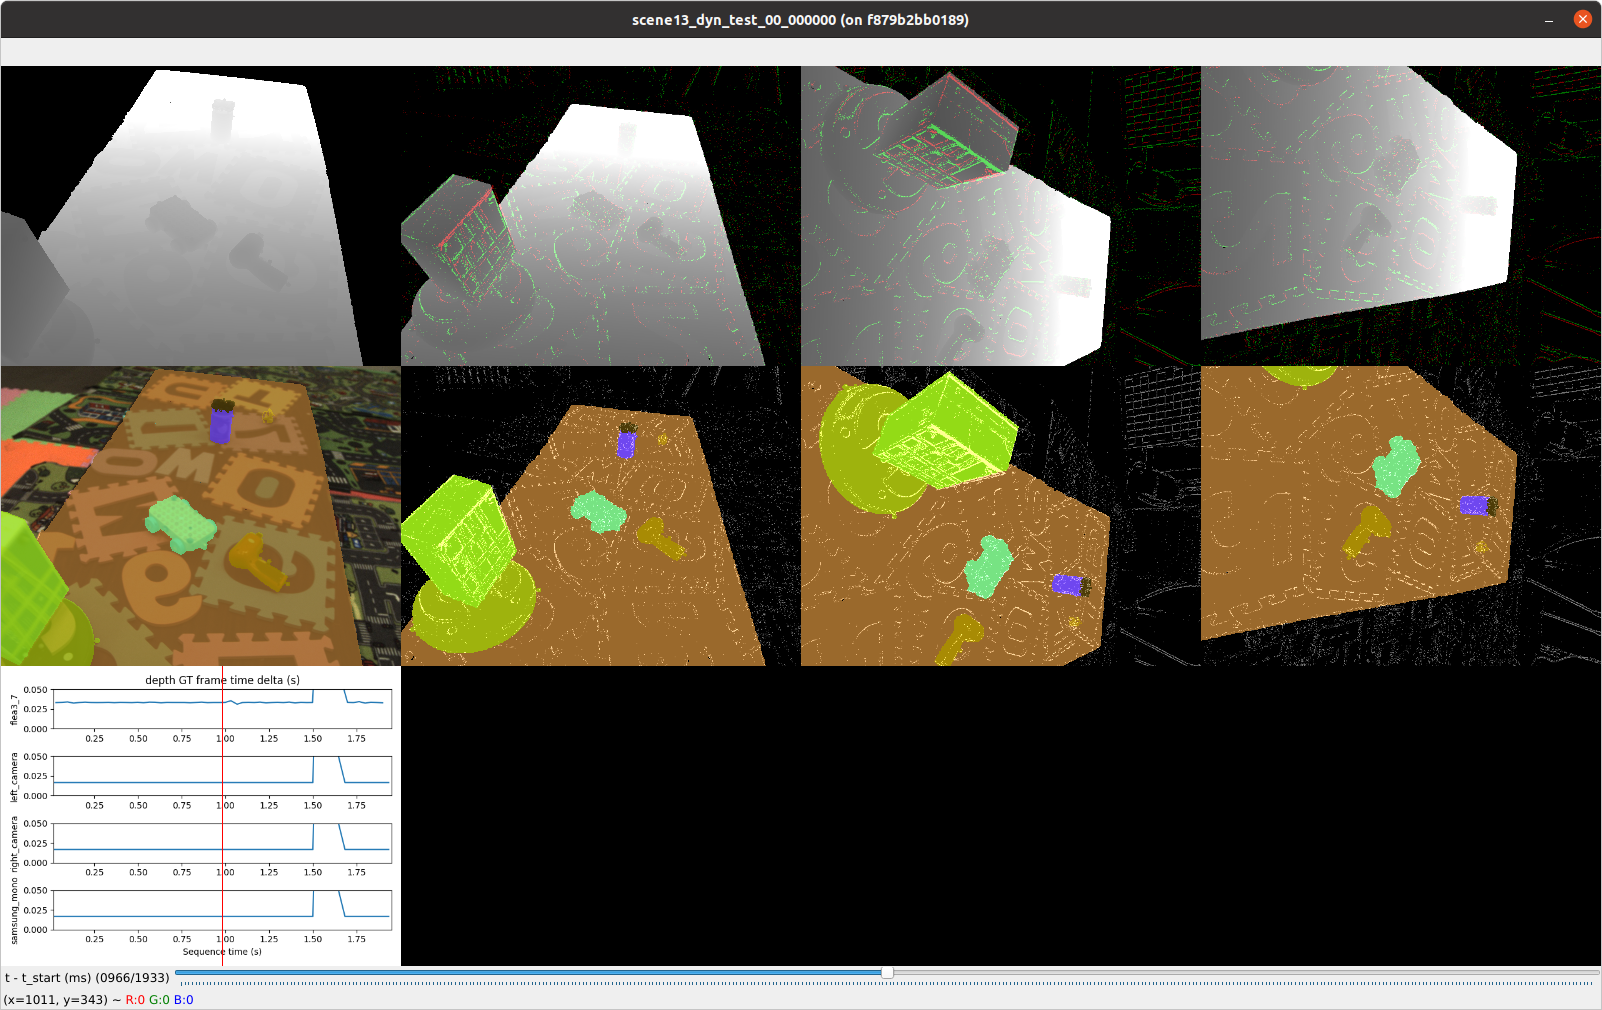 scene13_dyn_test_00_000000 (on f879b2bb0189)
depth GT frame time delta (s)
flea3_7
0.050
0.025
0.000
0.25 0.50 0.75 1.00 1.25 1.50 1.75
left_camera
0.050
0.025
0.000
0.25 0.50 0.75 1.00 1.25 1.50 1.75
right_camera
0.050
0.025
0.000
0.25 0.50 0.75 1.00 1.25 1.50 1.75
samsung_mono
0.050
0.025
0.000
0.25 0.50 0.75 1.00 1.25 1.50 1.75
Sequence time (s)
t - t_start (ms) (0966/1933)
(x=1011, y=343) ~ R:0 G:0 B:0